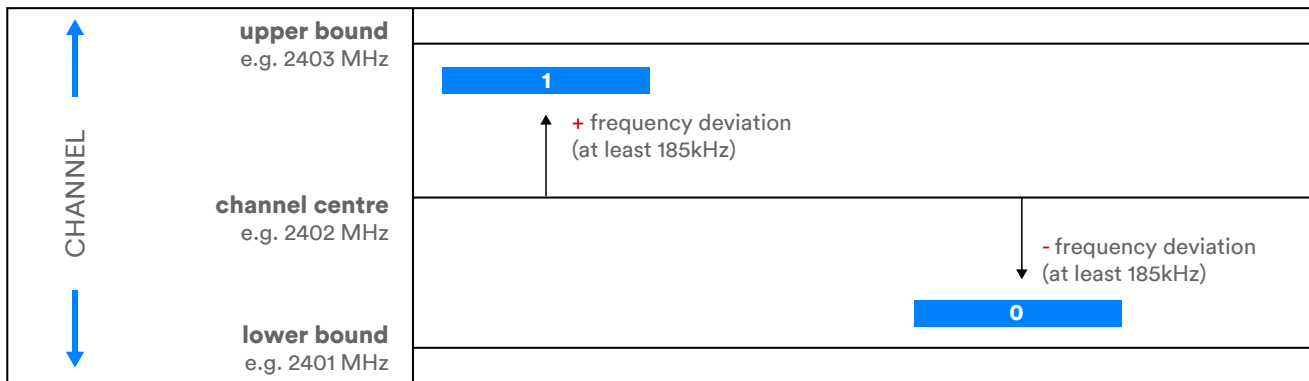 CHANNEL
upper bound
e.g. 2403 MHz
1
+ frequency deviation
(at least 185kHz)
channel centre
e.g. 2402 MHz
- frequency deviation
(at least 185kHz)
0
lower bound
e.g. 2401 MHz